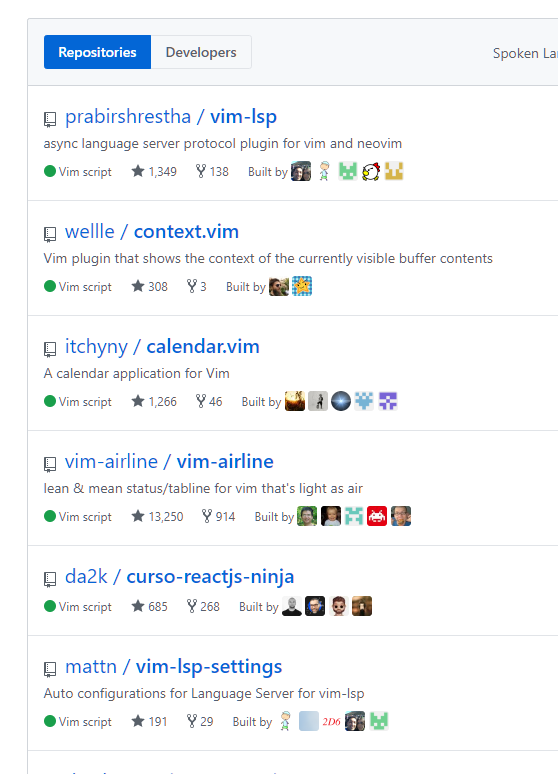 Repositories Developers Spoken La
prabirshrestha / vim-lsp
async language server protocol plugin for vim and neovim
Vim script 1,349 138 Built by
wellle / context.vim
Vim plugin that shows the context of the currently visible buffer contents
Vim script 308 3 Built by
itchyny / calendar.vim
A calendar application for Vim
Vim script 1,266 46 Built by
vim-airline / vim-airline
lean & mean status/tabline for vim that's light as air
Vim script 13,250 914 Built by
da2k / curso-reactjs-ninja
Vim script 685 268 Built by
mattn / vim-lsp-settings
Auto configurations for Language Server for vim-lsp
Vim script 191 29 Built by 2D6